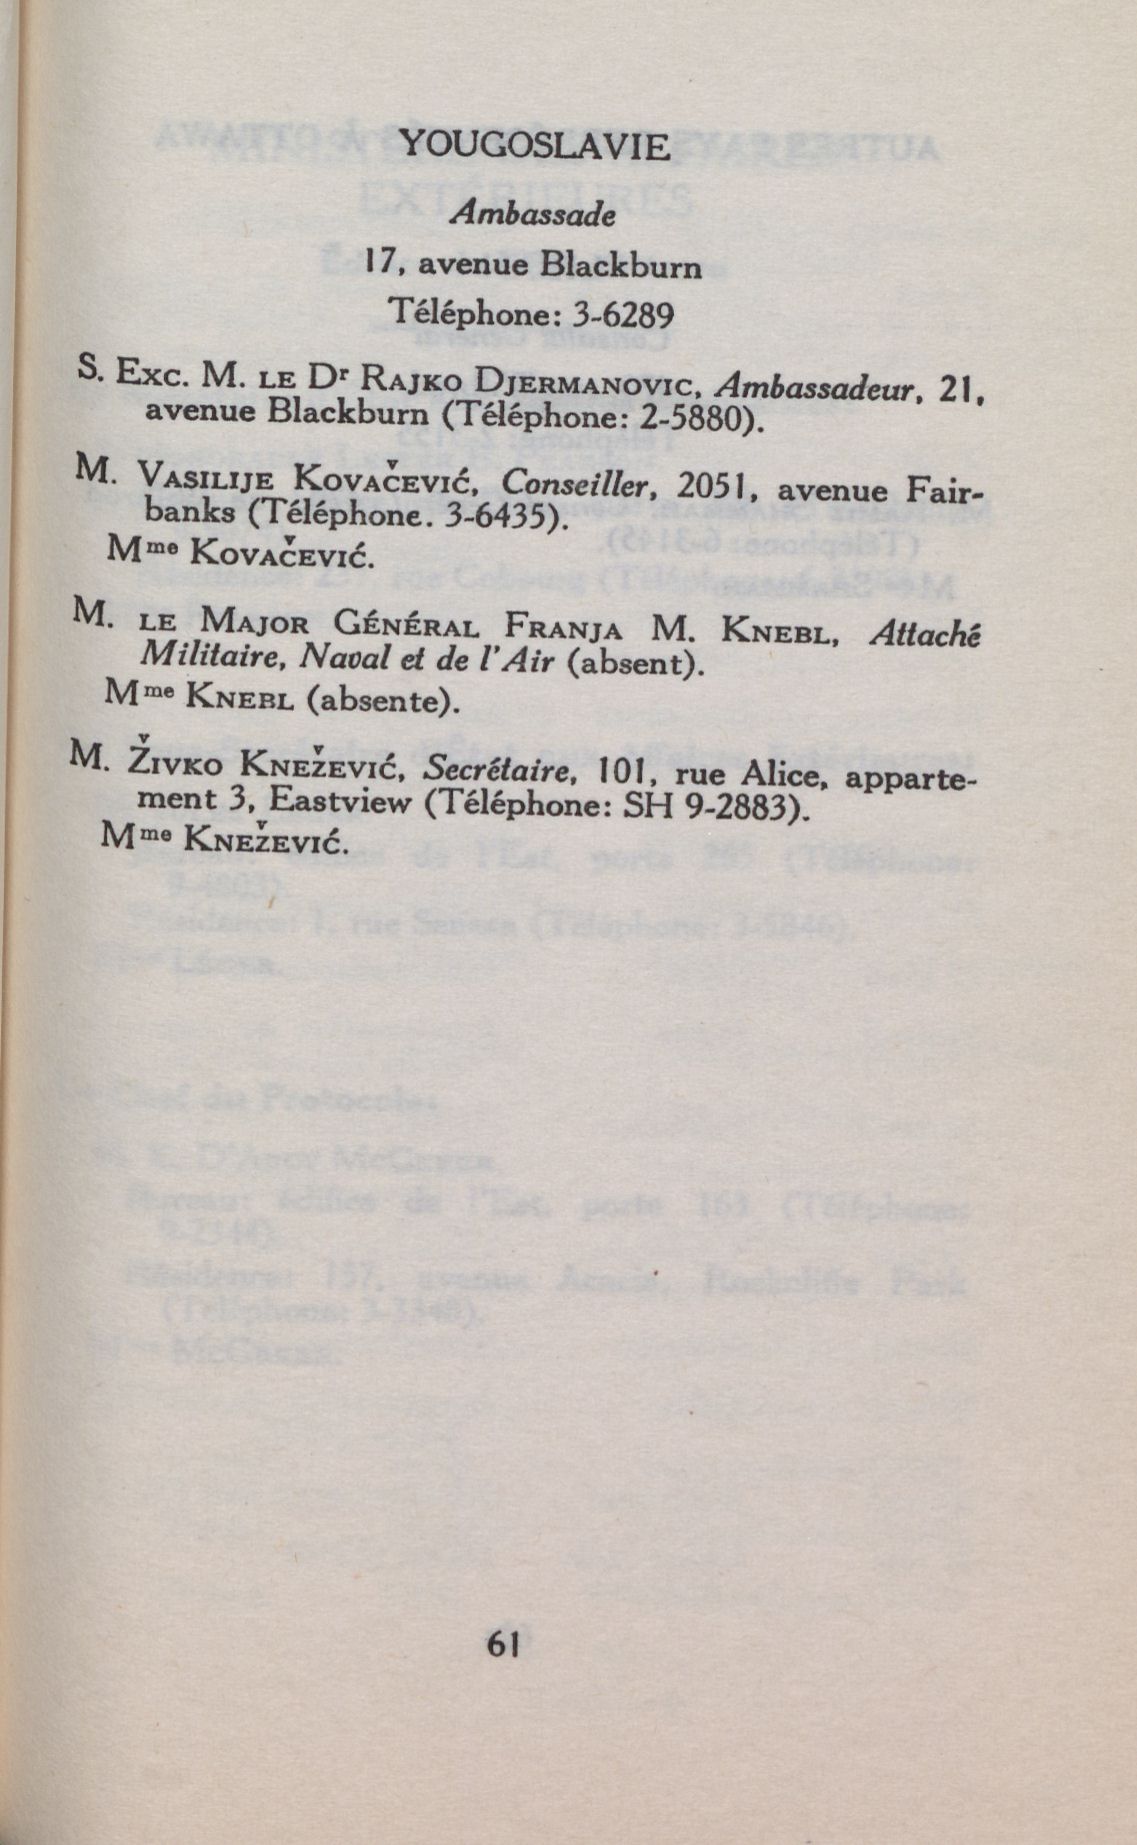 YOUGOSLAVIE
Ambassade
17, avenue Blackburn
Téléphone: 3-6289
S. Exc. M. le Dr Rajko Djermanovic, Ambassadeur, 21,
avenue Blackburn (Téléphone: 2-5880).
M. Vasilije Kovačević, Conseiller, 2051, avenue Fair-
banks (Téléphone. 3-6435).
Mme Kovačević.
M. le Major Général Franja M. Knebl, Attaché
Militaire, Naval et de l'Air (absent).
Mme Knebl (absente).
M. Živko Knežević, Secrétaire, 101, rue Alice, apparte-
ment 3, Eastview (Téléphone: SH 9-2883).
Mme Knežević.
61